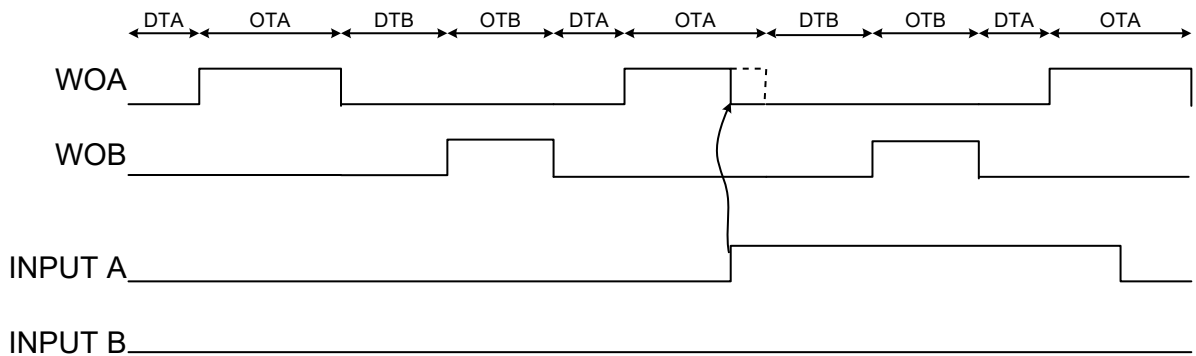 DTA OTA DTB OTB DTA OTA DTB OTB DTA OTA
WOA
WOB
INPUT A
INPUT B